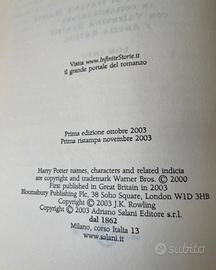 Visita www.InfiniteStorie.it
il grande portale del romanzo
Prima edizione ottobre 2003
Prima ristampa novembre 2003
Harry Potter names, characters and related indicia
are copyright and trademark Warner Bros. © 2000
First published in Great Britain in 2003
Bloomsbury Publishing Plc, 38 Soho Square, London W1D 3HB
Copyright © 2003 J.K. Rowling
Copyright © 2003 Adriano Salani Editore s.r.l.
dal 1862
Milano, corso Italia 13
www.salani.it
subito